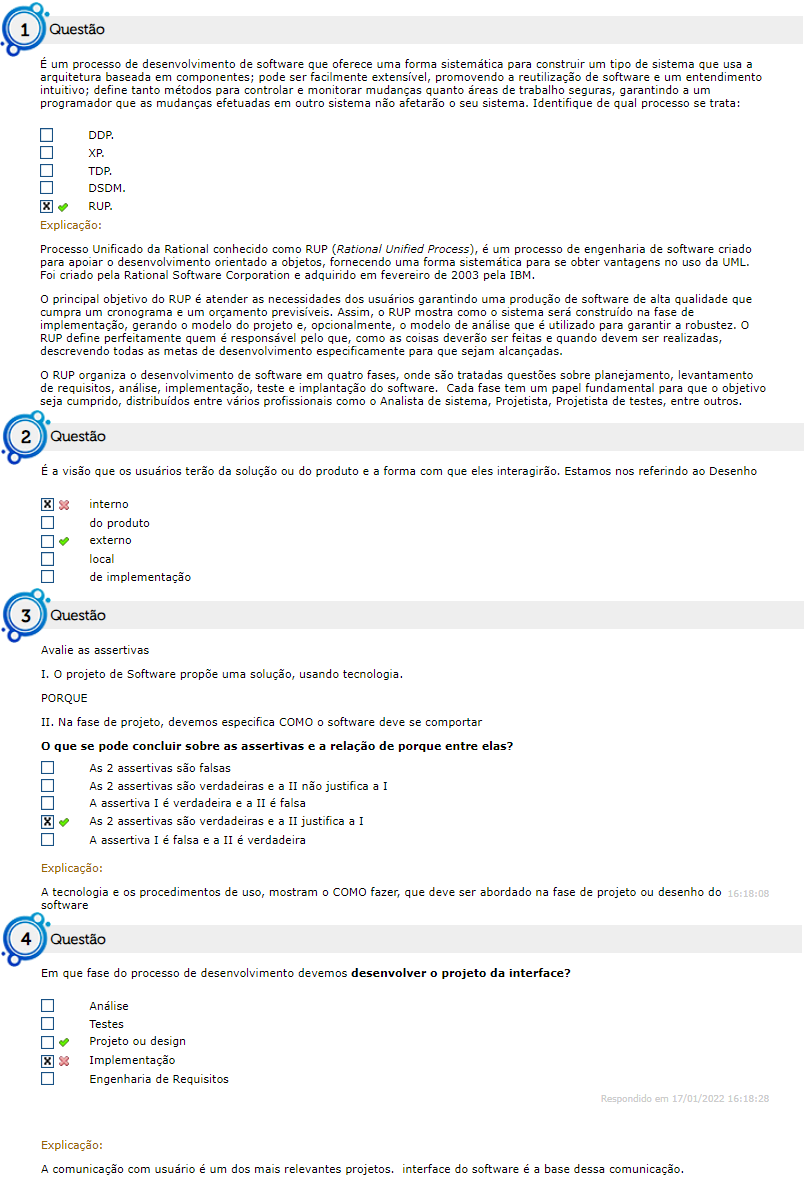 1 Questão
É um processo de desenvolvimento de software que oferece uma forma sistemática para construir um tipo de sistema que usa a
arquitetura baseada em componentes; pode ser facilmente extensível, promovendo a reutilização de software e um entendimento
intuitivo; define tanto métodos para controlar e monitorar mudanças quanto áreas de trabalho seguras, garantindo a um
programador que as mudanças efetuadas em outro sistema não afetarão o seu sistema. Identifique de qual processo se trata:
DDP.
XP.
TDP.
DSDM.
X RUP.
Explicação:
Processo Unificado da Rational conhecido como RUP (Rational Unified Process), é um processo de engenharia de software criado
para apoiar o desenvolvimento orientado a objetos, fornecendo uma forma sistemática para se obter vantagens no uso da UML.
Foi criado pela Rational Software Corporation e adquirido em fevereiro de 2003 pela IBM.
O principal objetivo do RUP é atender as necessidades dos usuários garantindo uma produção de software de alta qualidade que
cumpra um cronograma e um orçamento previsíveis. Assim, o RUP mostra como o sistema será construído na fase de
implementação, gerando o modelo do projeto e, opcionalmente, o modelo de análise que é utilizado para garantir a robustez. O
RUP define perfeitamente quem é responsável pelo que, como as coisas deverão ser feitas e quando devem ser realizadas,
descrevendo todas as metas de desenvolvimento especificamente para que sejam alcançadas.
O RUP organiza o desenvolvimento de software em quatro fases, onde são tratadas questões sobre planejamento, levantamento
de requisitos, análise, implementação, teste e implantação do software. Cada fase tem um papel fundamental para que o objetivo
seja cumprido, distribuídos entre vários profissionais como o Analista de sistema, Projetista, Projetista de testes, entre outros.
2 Questão
É a visão que os usuários terão da solução ou do produto e a forma com que eles interagirão. Estamos nos referindo ao Desenho
X interno
do produto
externo
local
de implementação
3 Questão
Avalie as assertivas
I. O projeto de Software propõe uma solução, usando tecnologia.
PORQUE
II. Na fase de projeto, devemos especifica COMO o software deve se comportar
O que se pode concluir sobre as assertivas e a relação de porque entre elas?
As 2 assertivas são falsas
As 2 assertivas são verdadeiras e a II não justifica a I
A assertiva I é verdadeira e a II é falsa
X As 2 assertivas são verdadeiras e a II justifica a I
A assertiva I é falsa e a II é verdadeira
Explicação:
A tecnologia e os procedimentos de uso, mostram o COMO fazer, que deve ser abordado na fase de projeto ou desenho do 16:18:08
software
4 Questão
Em que fase do processo de desenvolvimento devemos desenvolver o projeto da interface?
Análise
Testes
Projeto ou design
X Implementação
Engenharia de Requisitos
Respondido em 17/01/2022 16:18:28
Explicação:
A comunicação com usuário é um dos mais relevantes projetos. interface do software é a base dessa comunicação.